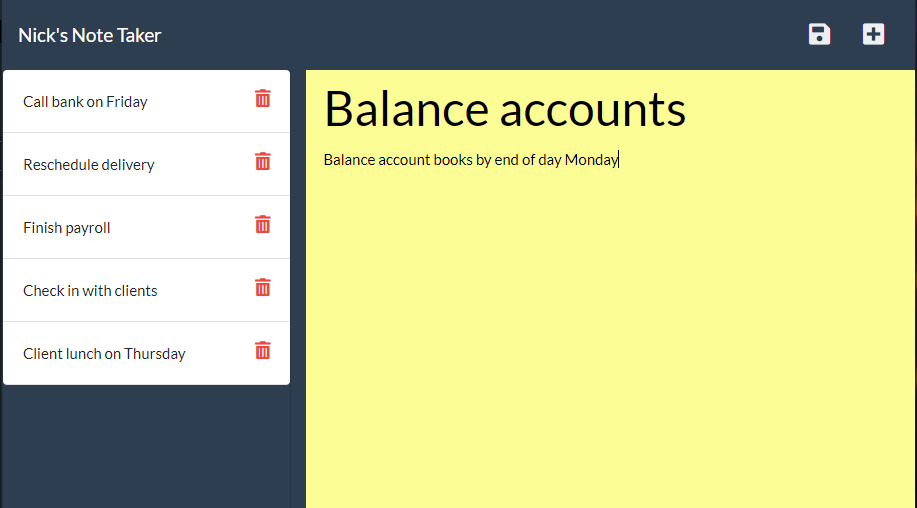 Nick's Note Taker
Call bank on Friday
Reschedule delivery
Finish payroll
Check in with clients
Client lunch on Thursday
Balance accounts
Balance account books by end of day Monday